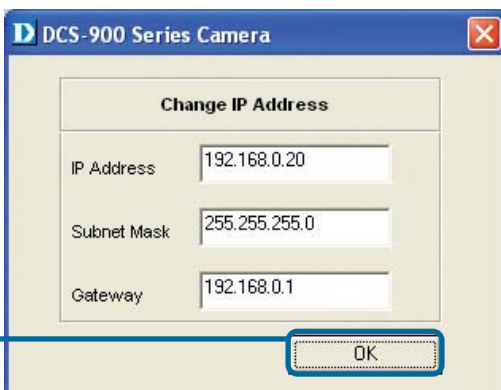 D DCS-900 Series Camera
Change IP Address
IP Address 192.168.0.20
Subnet Mask 255.255.255.0
Gateway 192.168.0.1
OK